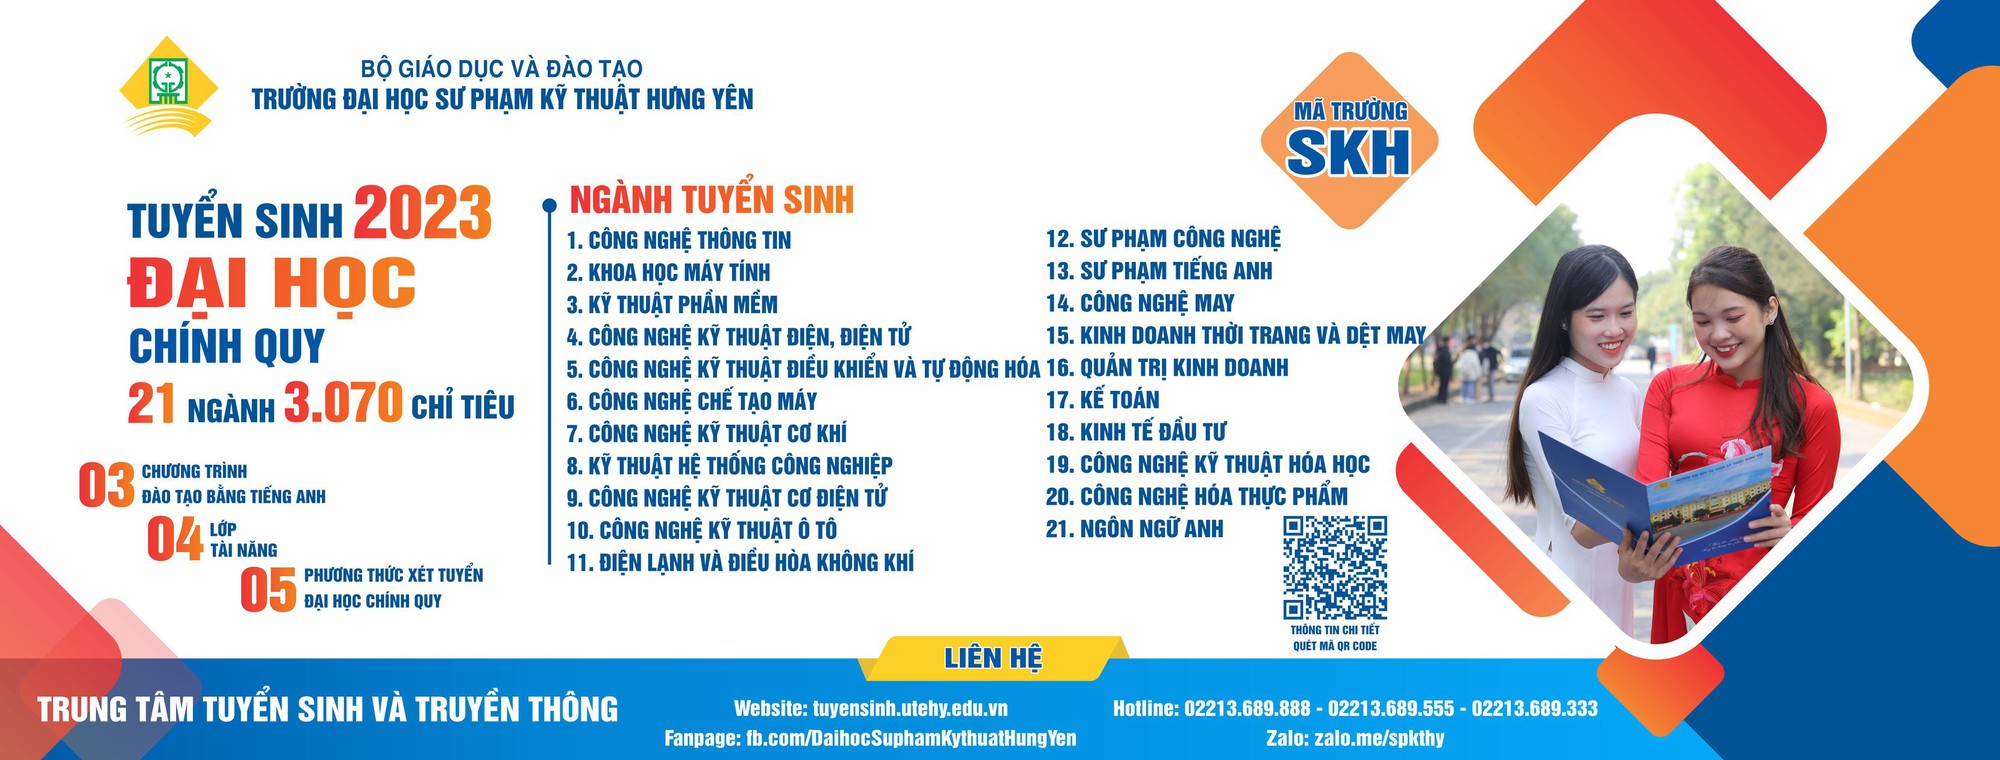 BỘ GIÁO DỤC VÀ ĐÀO TẠO
TRƯỜNG ĐẠI HỌC SƯ PHẠM KỸ THUẬT HƯNG YÊN
MÃ TRƯỜNG
SKH
TUYỂN SINH 2023
ĐẠI HỌC
CHÍNH QUY
21 NGÀNH 3.070 CHỈ TIÊU
03 CHƯƠNG TRÌNH
ĐÀO TẠO BẰNG TIẾNG ANH
04 LỚP
TÀI NĂNG
05 PHƯƠNG THỨC XÉT TUYỂN
ĐẠI HỌC CHÍNH QUY
NGÀNH TUYỂN SINH
1. CÔNG NGHỆ THÔNG TIN
2. KHOA HỌC MÁY TÍNH
3. KỸ THUẬT PHẦN MỀM
4. CÔNG NGHỆ KỸ THUẬT ĐIỆN, ĐIỆN TỬ
5. CÔNG NGHỆ KỸ THUẬT ĐIỀU KHIỂN VÀ TỰ ĐỘNG HÓA
6. CÔNG NGHỆ CHẾ TẠO MÁY
7. CÔNG NGHỆ KỸ THUẬT CƠ KHÍ
8. KỸ THUẬT HỆ THỐNG CÔNG NGHIỆP
9. CÔNG NGHỆ KỸ THUẬT CƠ ĐIỆN TỬ
10. CÔNG NGHỆ KỸ THUẬT Ô TÔ
11. ĐIỆN LẠNH VÀ ĐIỀU HÒA KHÔNG KHÍ
12. SƯ PHẠM CÔNG NGHỆ
13. SƯ PHẠM TIẾNG ANH
14. CÔNG NGHỆ MAY
15. KINH DOANH THỜI TRANG VÀ DỆT MAY
16. QUẢN TRỊ KINH DOANH
17. KẾ TOÁN
18. KINH TẾ ĐẦU TƯ
19. CÔNG NGHỆ KỸ THUẬT HÓA HỌC
20. CÔNG NGHỆ HÓA THỰC PHẨM
21. NGÔN NGỮ ANH
THÔNG TIN CHI TIẾT
QUÉT MÃ QR CODE
LIÊN HỆ
TRUNG TÂM TUYỂN SINH VÀ TRUYỀN THÔNG
Website: tuyensinh.utehy.edu.vn
Fanpage: fb.com/DaihocSuphamKythuatHungYen
Hotline: 02213.689.888 - 02213.689.555 - 02213.689.333
Zalo: zalo.me/spkthy